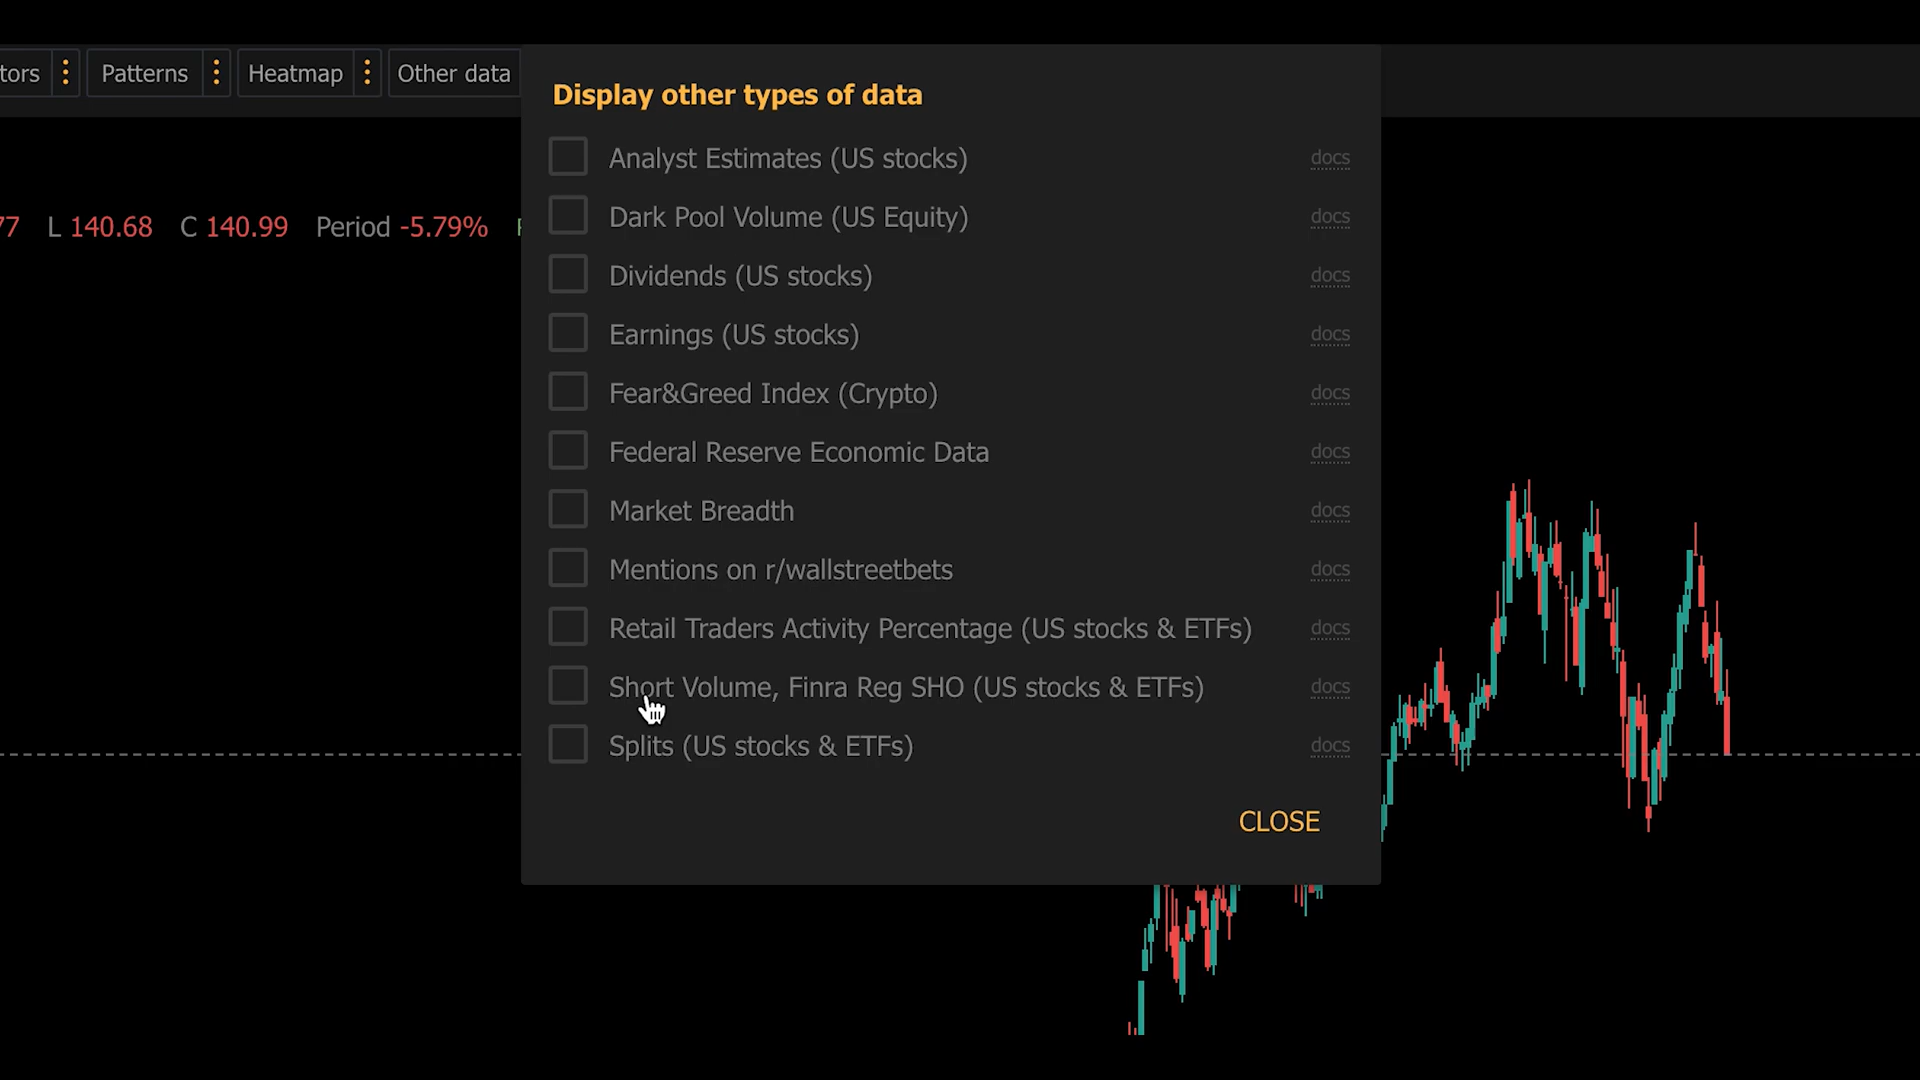 tors Patterns Heatmap Other data
77 L 140.68 C 140.99 Period -5.79%
Display other types of data
Analyst Estimates (US stocks) docs
Dark Pool Volume (US Equity) docs
Dividends (US stocks) docs
Earnings (US stocks) docs
Fear&Greed Index (Crypto) docs
Federal Reserve Economic Data docs
Market Breadth docs
Mentions on r/wallstreetbets docs
Retail Traders Activity Percentage (US stocks & ETFs) docs
Short Volume, Finra Reg SHO (US stocks & ETFs) docs
Splits (US stocks & ETFs) docs
CLOSE